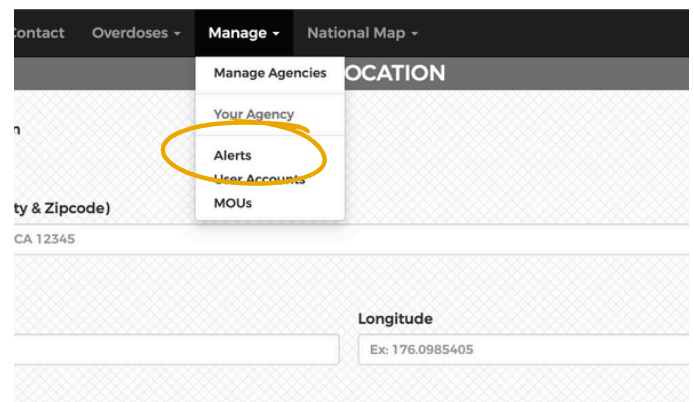 Contact Overdoses Manage National Map
Manage Agencies
OCATION
Your Agency
n
Alerts
User Accounts
ty & Zipcode)
MOUs
CA 12345
Longitude
Ex: 176.0985405